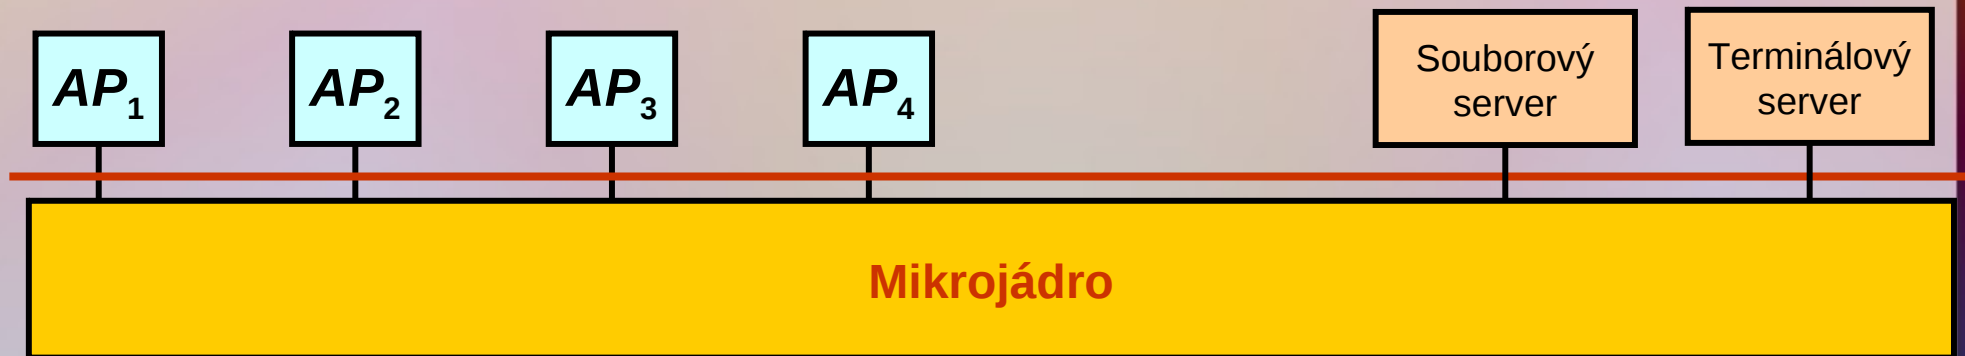 AP1
AP2
AP3
AP4
Souborový
server
Terminálový
server
Mikrojádro